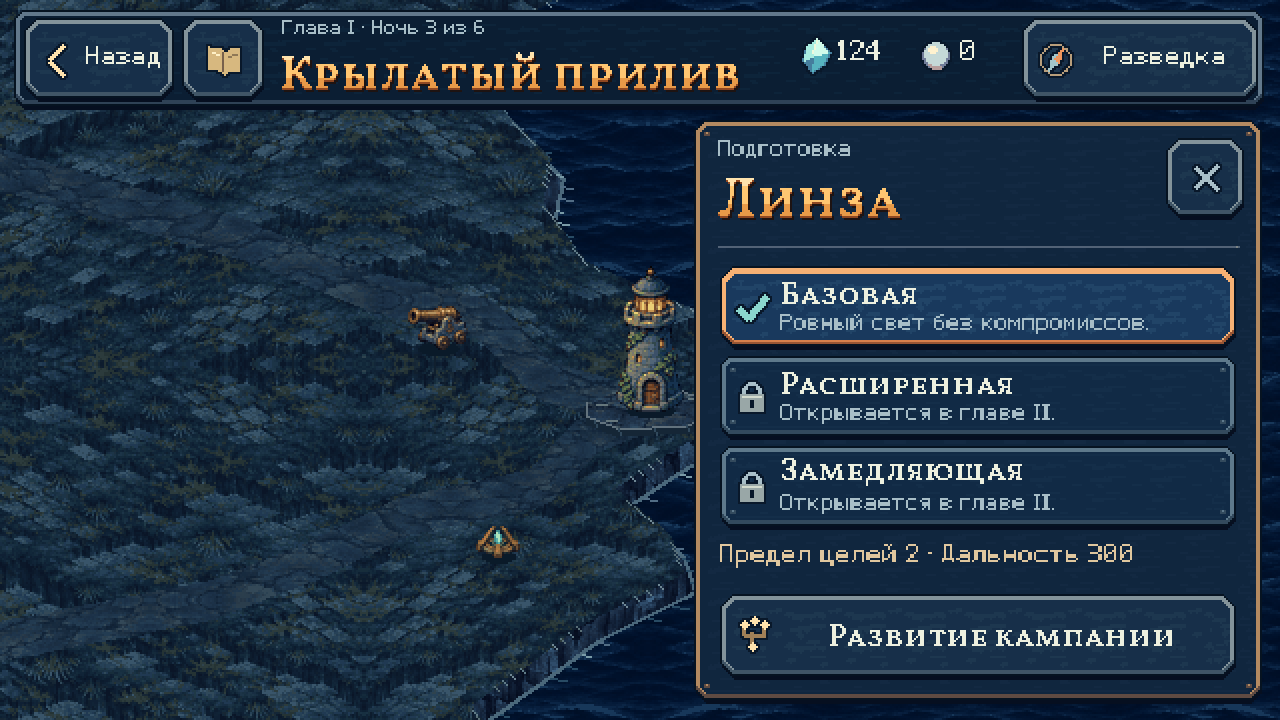 Назад
Глава I · Ночь 3 из 6
Крылатый прилив
124
0
Разведка
Подготовка
Линза
Базовая
Ровный свет без компромиссов.
Расширенная
Открывается в главе II.
Замедляющая
Открывается в главе II.
Предел целей 2 · Дальность 300
Развитие кампании